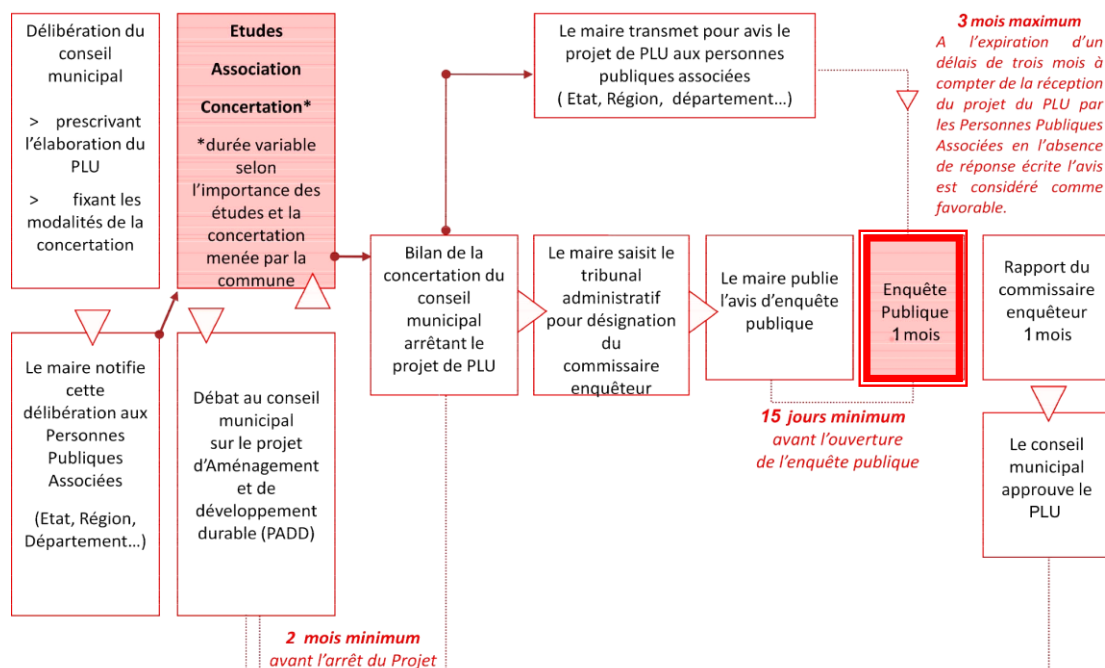 Délibération du
conseil
municipal
> prescrivant
l'élaboration du
PLU
> fixant les
modalités de la
concertation
Etudes
Association
Concertation*
*durée variable
selon
l'importance des
études et la
concertation
menée par la
commune
Le maire notifie
cette
délibération aux
Personnes
Publiques
Associées
(Etat, Région,
Département…)
Débat au conseil
municipal
sur le projet
d'Aménagement
et de
développement
durable (PADD)
2 mois minimum
avant l'arrêt du Projet
Bilan de la
concertation du
conseil
municipal
arrêtant le
projet de PLU
Le maire transmet pour avis le
projet de PLU aux personnes
publiques associées
( Etat, Région, département…)
Le maire saisit le
tribunal
administratif
pour désignation
du
commissaire
enquêteur
Le maire publie
l'avis d'enquête
publique
15 jours minimum
avant l'ouverture
de l'enquête publique
3 mois maximum
A l'expiration d'un
délais de trois mois à
compter de la réception
du projet du PLU par
les Personnes Publiques
Associées en l'absence
de réponse écrite l'avis
est considéré comme
favorable.
Enquête
Publique
1 mois
Rapport du
commissaire
enquêteur
1 mois
Le conseil
municipal
approuve le
PLU